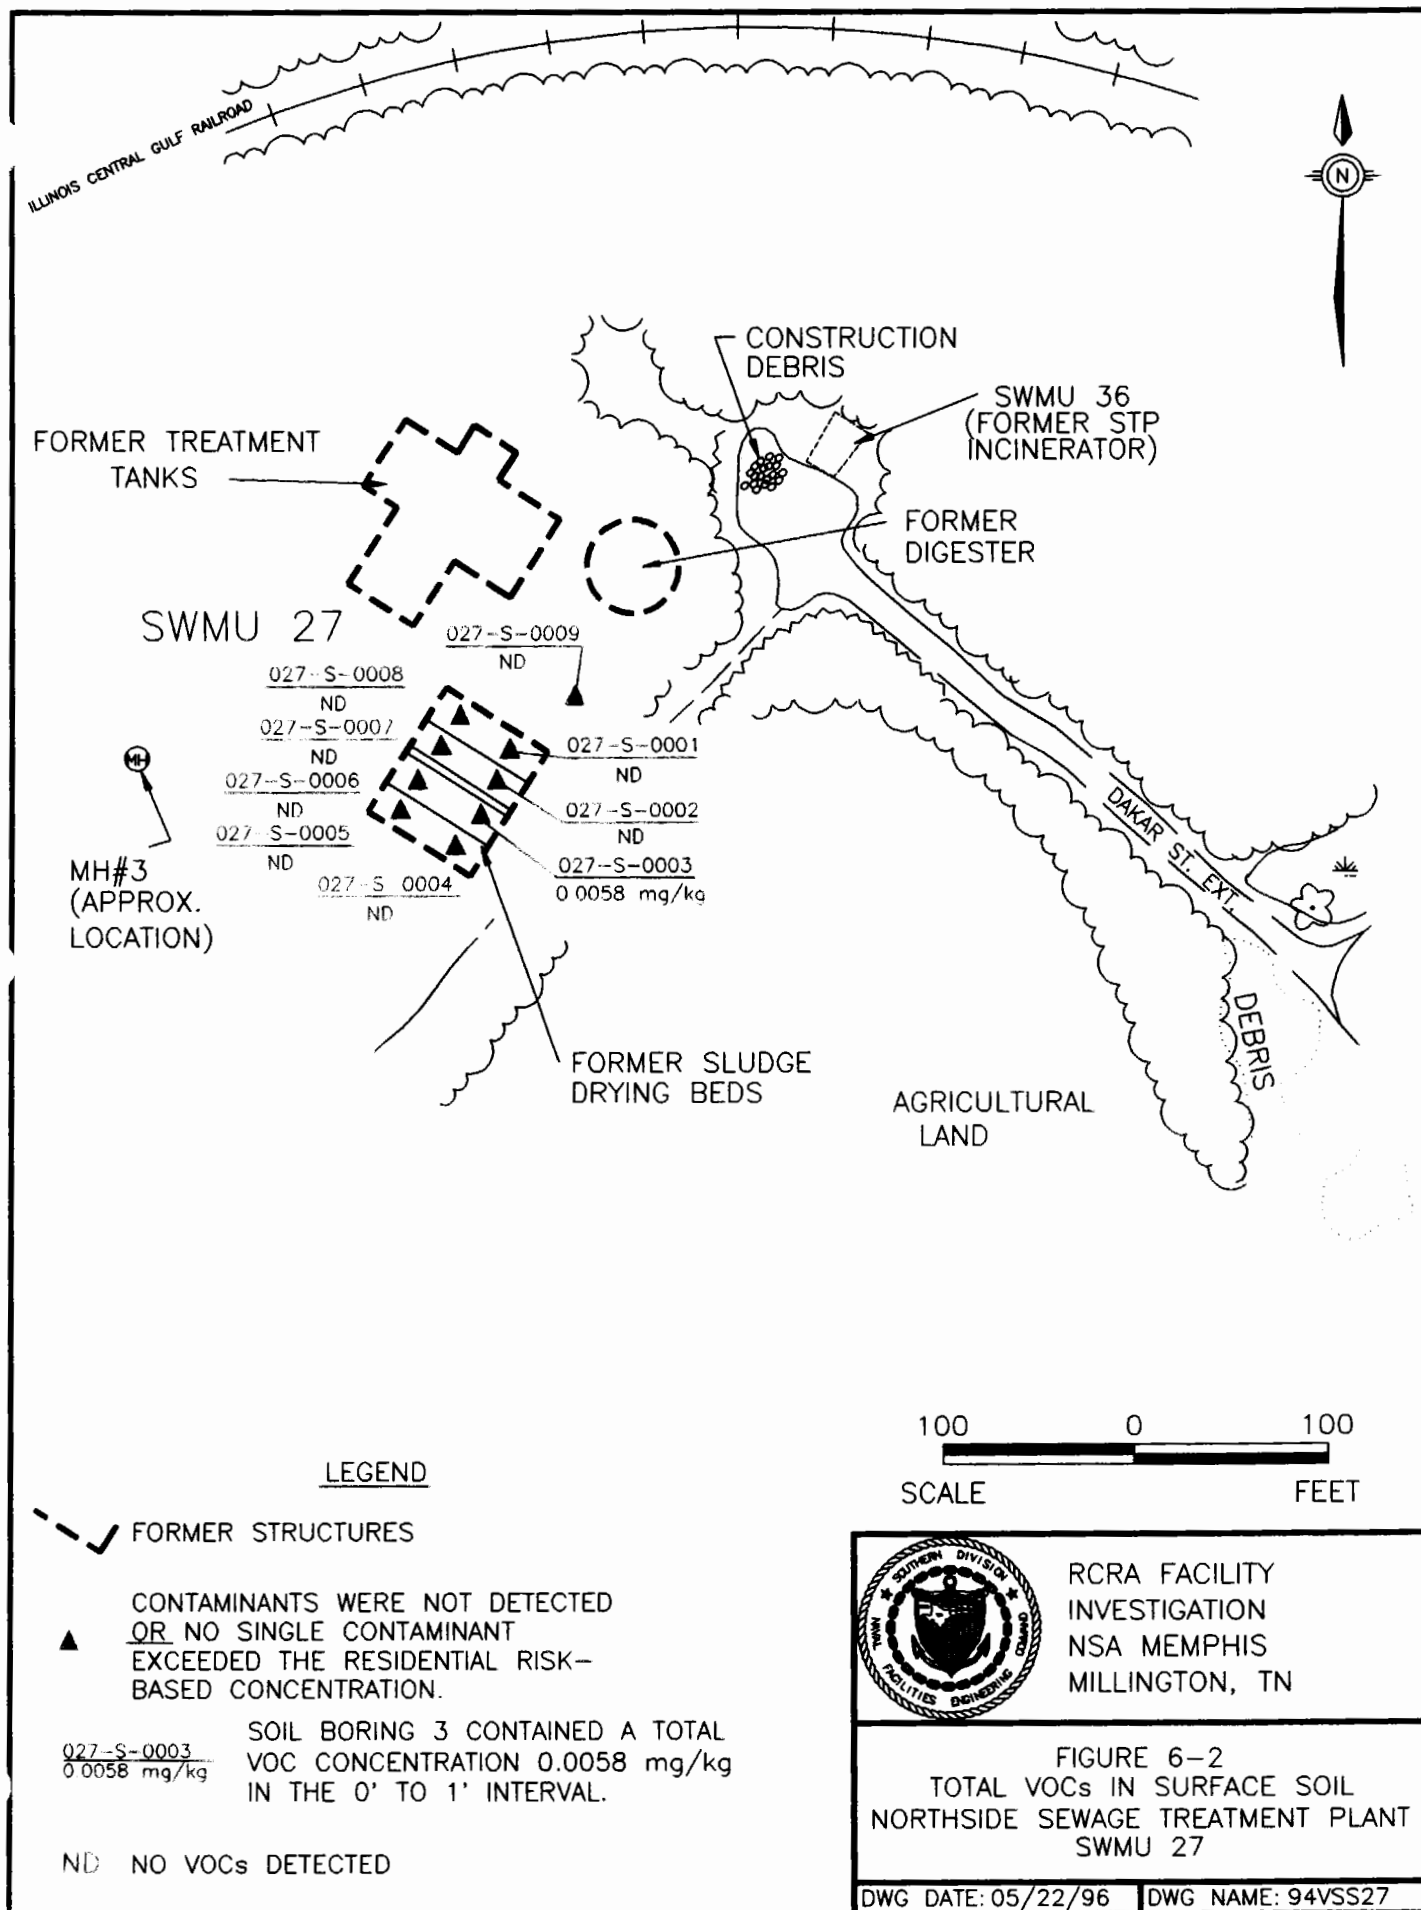 ILLINOIS CENTRAL GULF RAILROAD
N
CONSTRUCTION
DEBRIS
SWMU 36
(FORMER STP
INCINERATOR)
FORMER TREATMENT
TANKS
FORMER
DIGESTER
SWMU 27
027-S-0009
ND
027-S-0008
ND
027-S-0007
ND
027-S-0006
ND
027-S-0005
ND
027-S 0004
ND
027-S-0001
ND
027-S-0002
ND
027-S-0003
0.0058 mg/kg
MH
MH#3
(APPROX.
LOCATION)
DAKAR ST. EXT.
DEBRIS
FORMER SLUDGE
DRYING BEDS
AGRICULTURAL
LAND
100 0 100
SCALE FEET
LEGEND
FORMER STRUCTURES
CONTAMINANTS WERE NOT DETECTED
OR NO SINGLE CONTAMINANT
EXCEEDED THE RESIDENTIAL RISK-
BASED CONCENTRATION.
027-S-0003
0.0058 mg/kg
SOIL BORING 3 CONTAINED A TOTAL
VOC CONCENTRATION 0.0058 mg/kg
IN THE 0' TO 1' INTERVAL.
ND NO VOCs DETECTED
SOUTHERN DIVISION
NAVAL FACILITIES ENGINEERING COMMAND
RCRA FACILITY
INVESTIGATION
NSA MEMPHIS
MILLINGTON, TN
FIGURE 6-2
TOTAL VOCs IN SURFACE SOIL
NORTHSIDE SEWAGE TREATMENT PLANT
SWMU 27
DWG DATE: 05/22/96
DWG NAME: 94VSS27